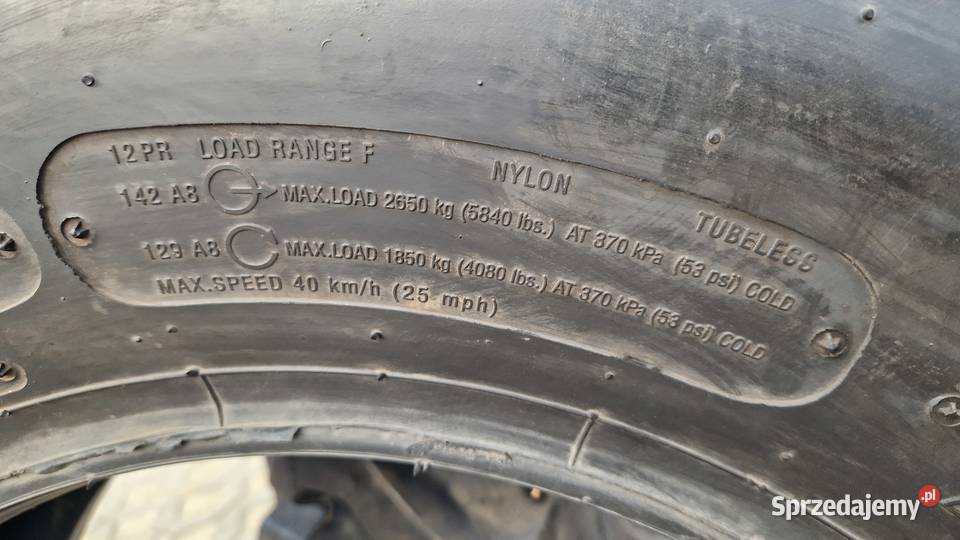 12PR LOAD RANGE F
NYLON
TUBELESS
142 A8 MAX.LOAD 2650 kg (5840 lbs.) AT 370 kPa (53 psi) COLD
129 A8 MAX.LOAD 1850 kg (4080 lbs.) AT 370 kPa (53 psi) COLD
MAX.SPEED 40 km/h (25 mph)
Sprzedajemy.pl